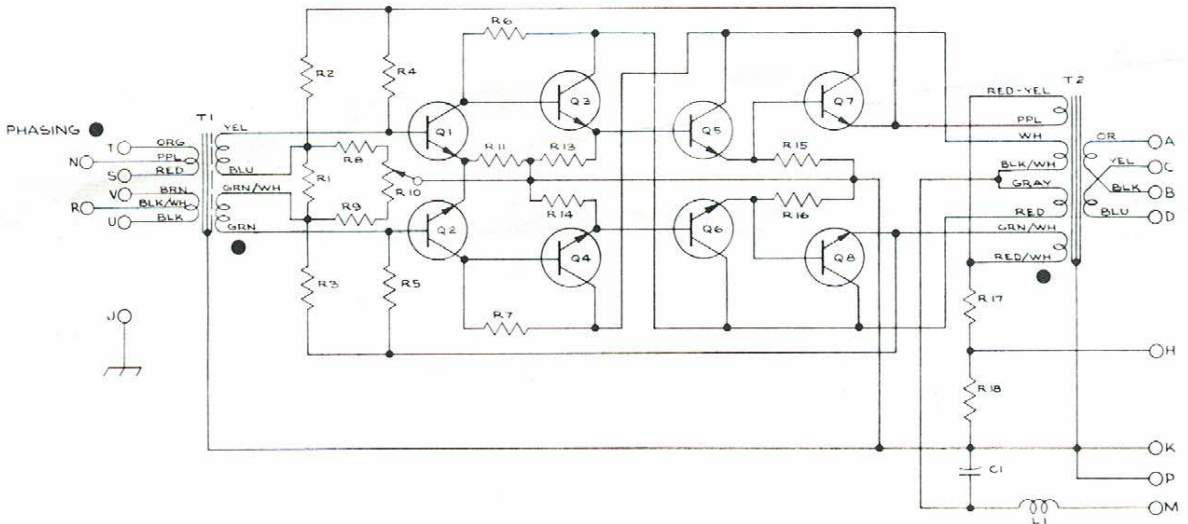 R6
R2
R4
Q3
Q7
T2
RED-YEL
PPL
T1
PHASING
YEL
Q1
Q5
WH
OR
A
T
ORG
N
PPL
R8
R11
R13
R15
BLK/WH
YEL
C
S
RED
BLU
V
BRN
R1
GRN/WH
R10
GRAY
BLK
B
R
BLK/WH
R9
R14
R16
RED
BLU
D
U
BLK
GRN
Q2
Q4
Q6
Q8
GRN/WH
RED/WH
R3
R5
R7
R17
J
H
R18
K
C1
P
L1
M